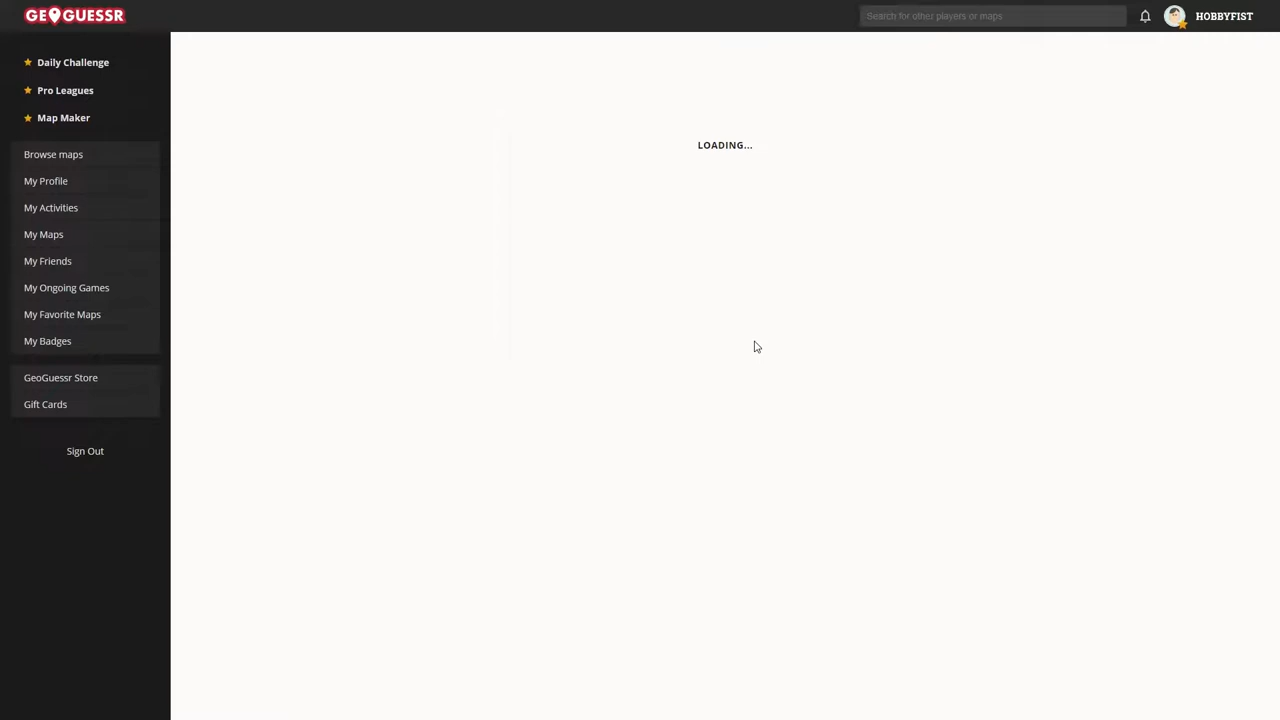 GEOGUESSR
Search for other players or maps
HOBBYFIST
Daily Challenge
Pro Leagues
Map Maker
Browse maps
My Profile
My Activities
My Maps
My Friends
My Ongoing Games
My Favorite Maps
My Badges
GeoGuessr Store
Gift Cards
Sign Out
LOADING...